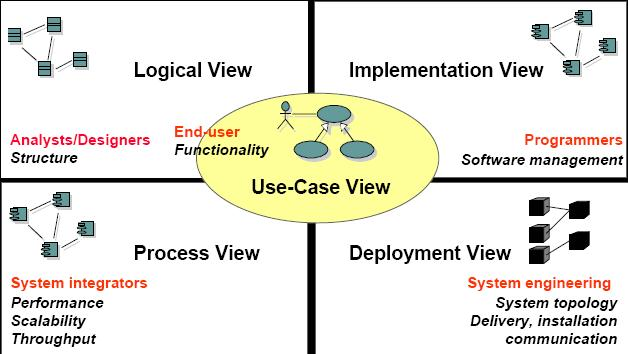 Logical View
Implementation View
Analysts/Designers
Structure
End-user
Functionality
Programmers
Software management
Use-Case View
Process View
Deployment View
System integrators
Performance
Scalability
Throughput
System engineering
System topology
Delivery, installation
communication